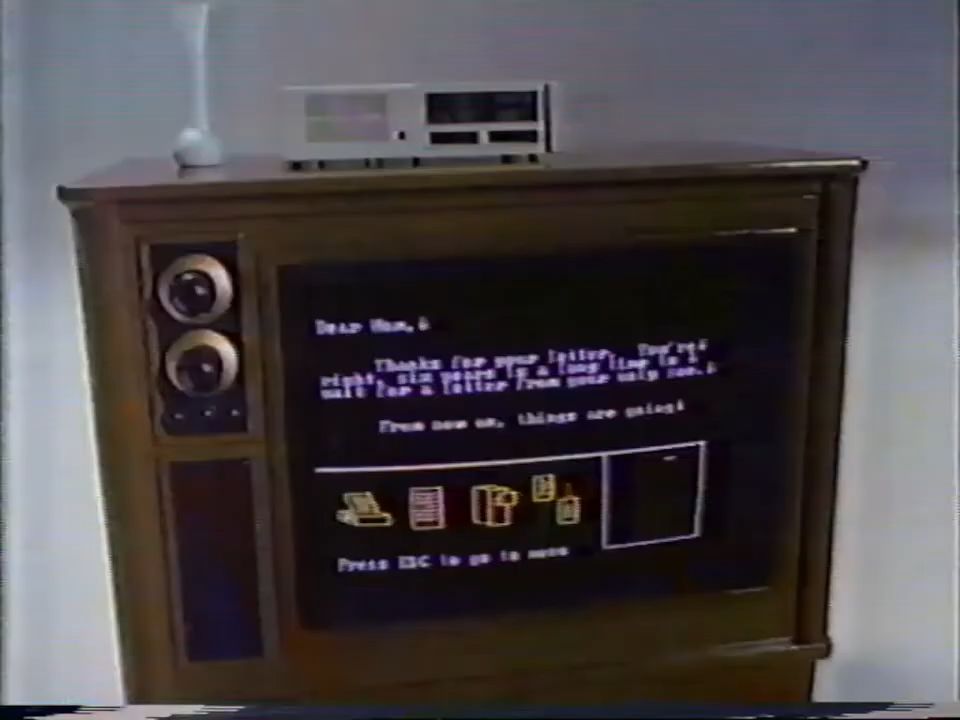 Dear Mom,
Thanks for your letter. You're
right, six years is a long time to
wait for a letter from your only son.
From now on, things are going
Press ESC to go to menu